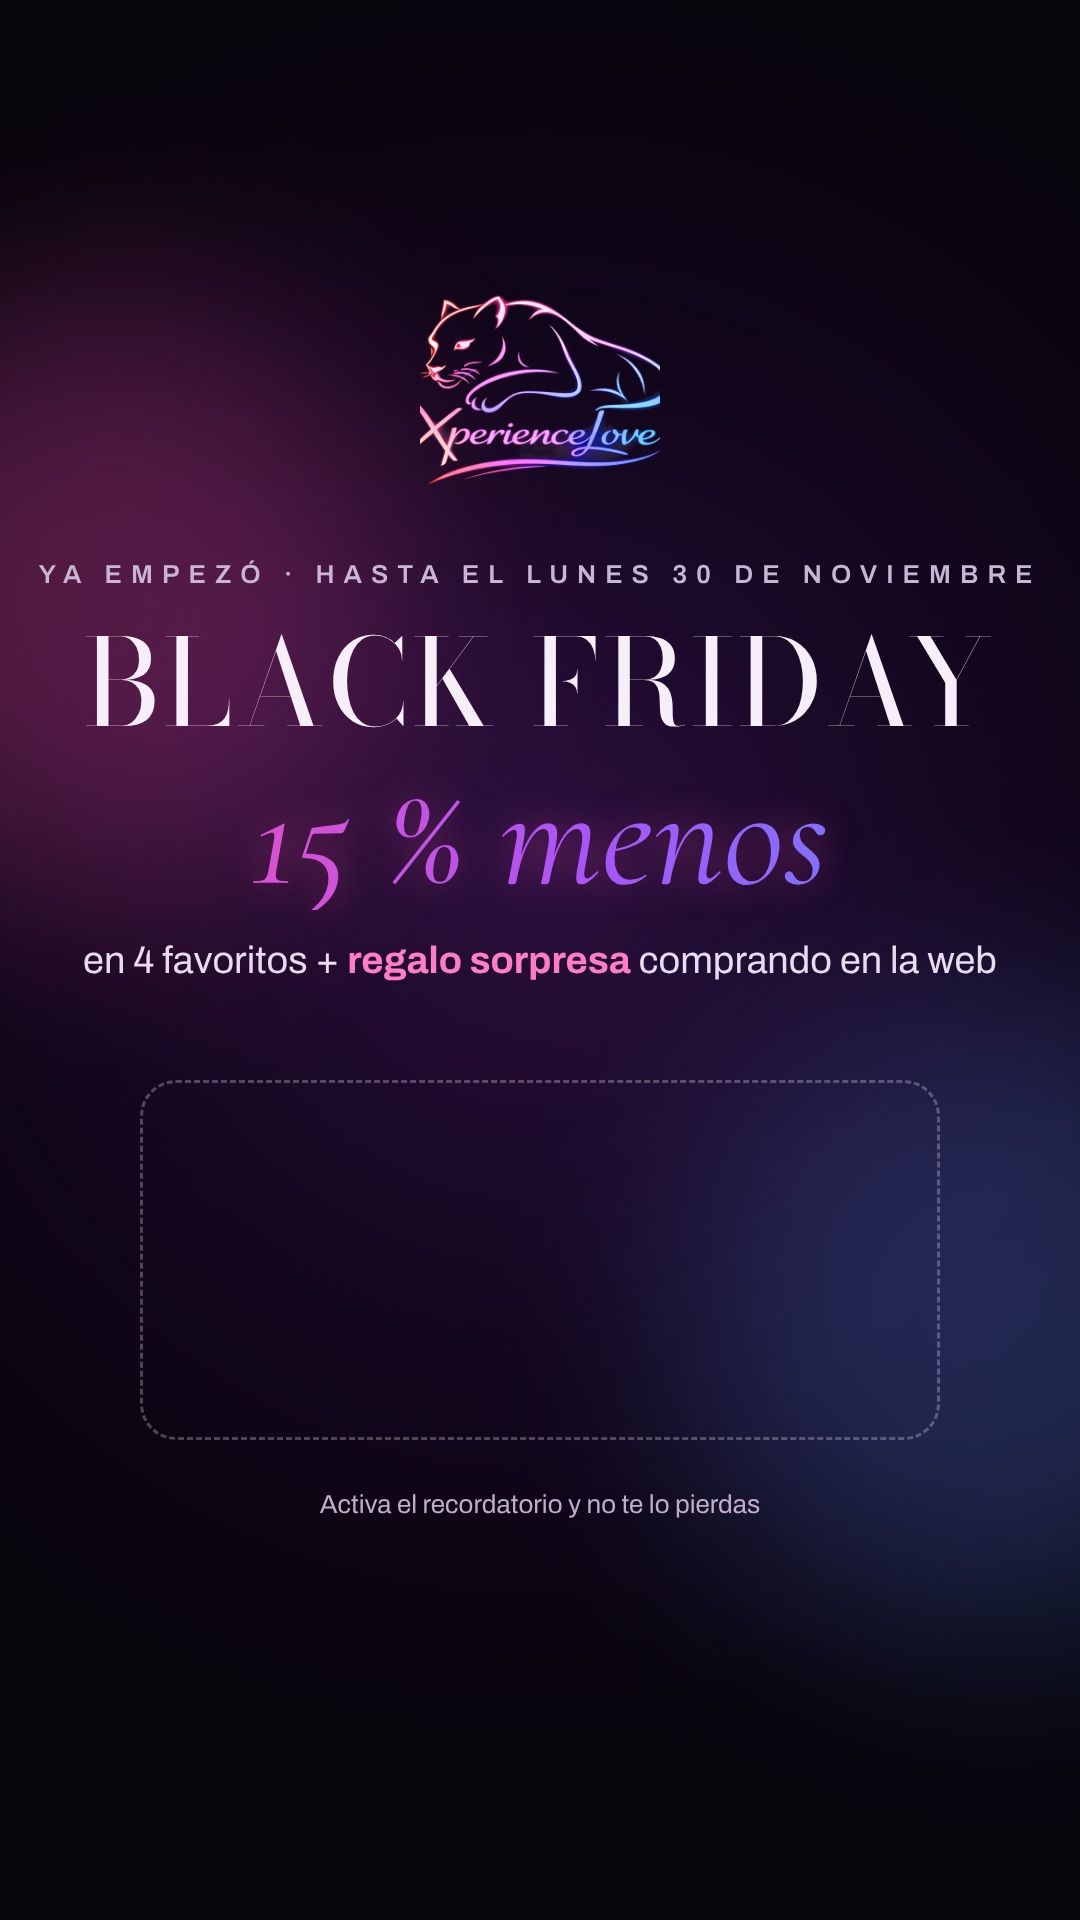 XperienceLove
YA EMPEZÓ · HASTA EL LUNES 30 DE NOVIEMBRE
BLACK FRIDAY
15 % menos
en 4 favoritos + regalo sorpresa comprando en la web
Activa el recordatorio y no te lo pierdas